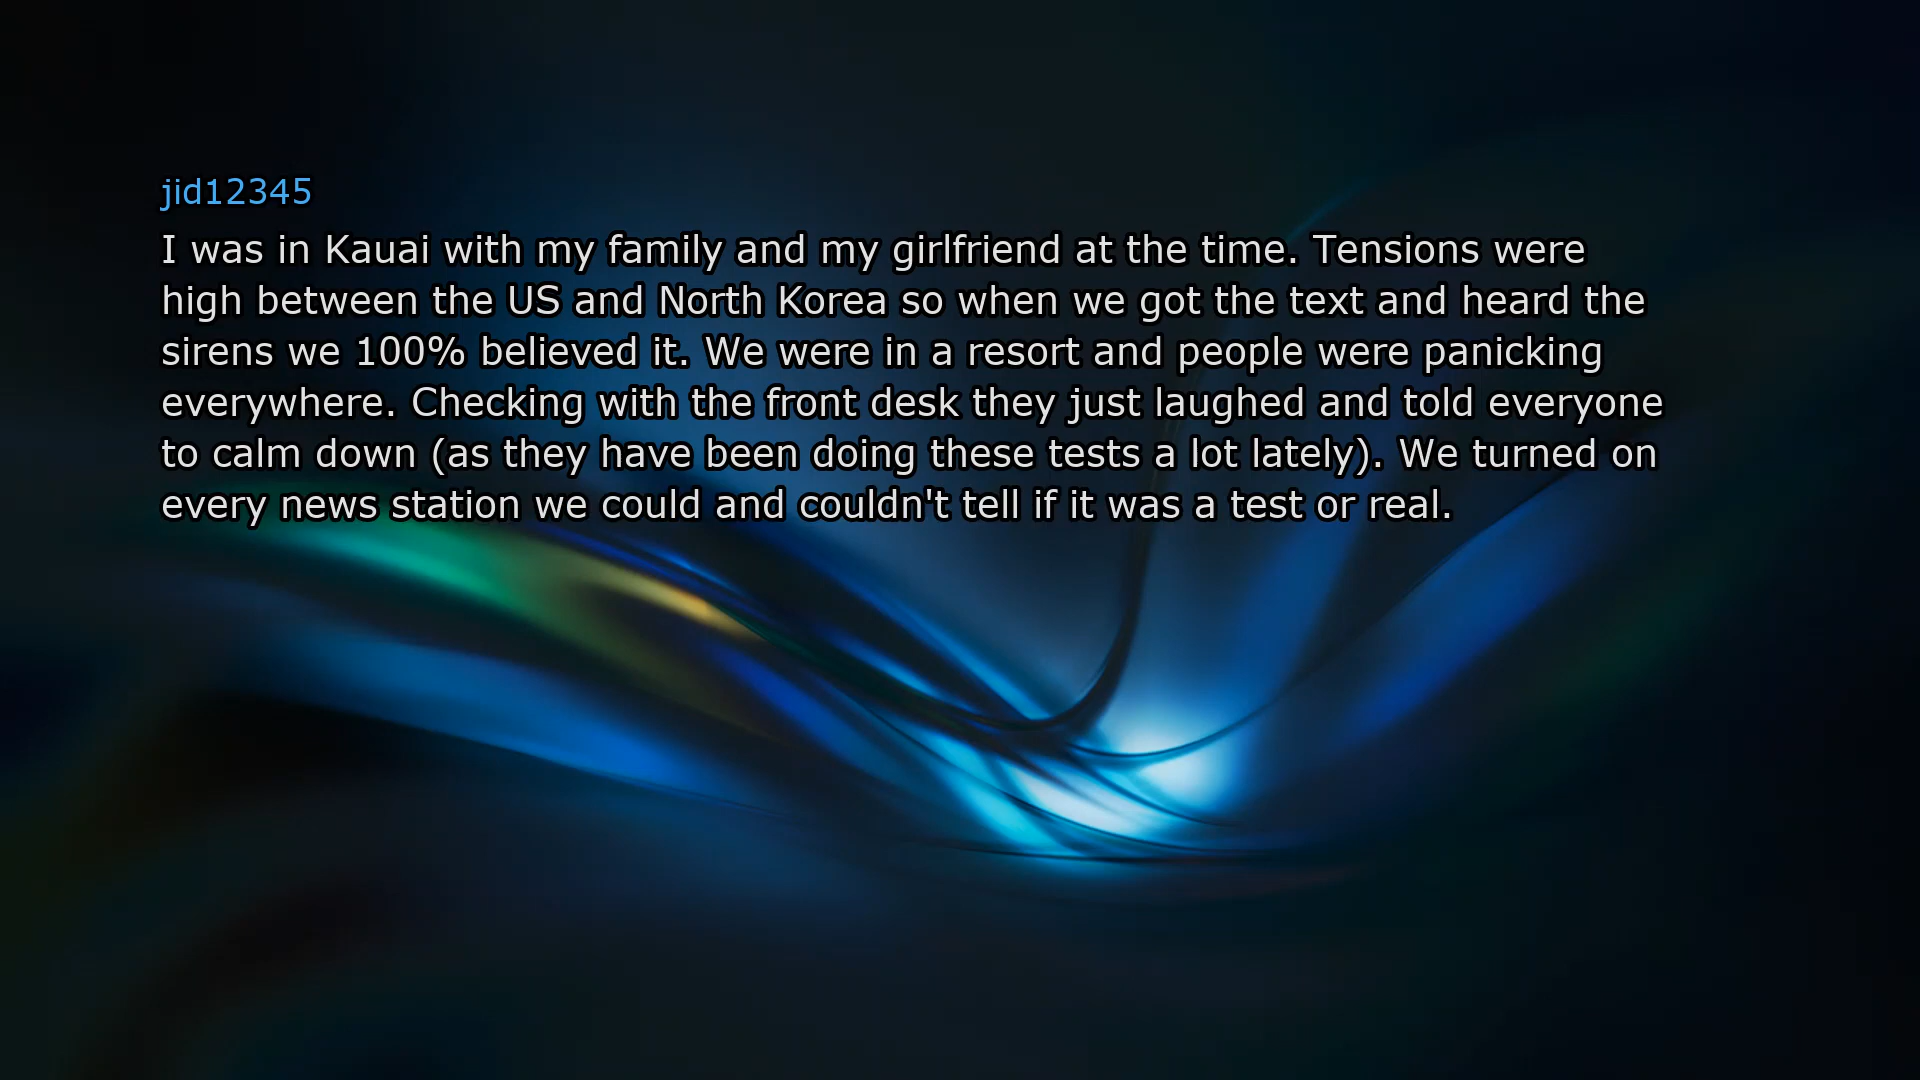 jid12345
I was in Kauai with my family and my girlfriend at the time. Tensions were
high between the US and North Korea so when we got the text and heard the
sirens we 100% believed it. We were in a resort and people were panicking
everywhere. Checking with the front desk they just laughed and told everyone
to calm down (as they have been doing these tests a lot lately). We turned on
every news station we could and couldn't tell if it was a test or real.